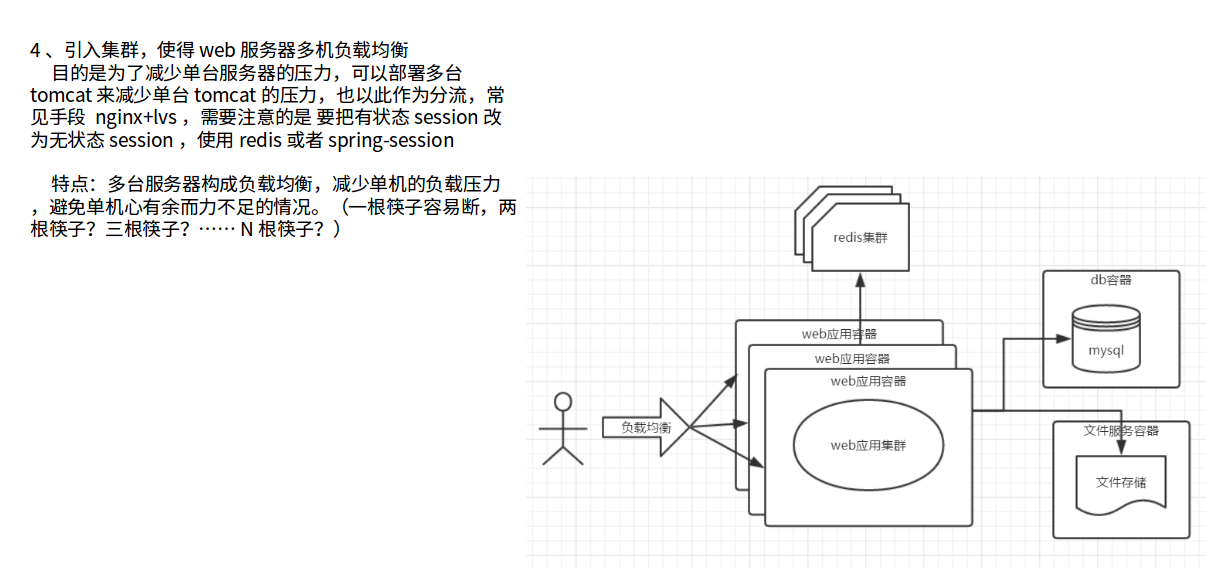 4 、引入集群，使得 web 服务器多机负载均衡
目的是为了减少单台服务器的压力，可以部署多台
tomcat 来减少单台 tomcat 的压力，也以此作为分流，常
见手段 nginx+lvs ，需要注意的是 要把有状态 session 改
为无状态 session ，使用 redis 或者 spring-session
特点：多台服务器构成负载均衡，减少单机的负载压力
，避免单机心有余而力不足的情况。（一根筷子容易断，两
根筷子？三根筷子？…… N 根筷子？）
redis集群
db容器
mysql
web应用容器
web应用容器
web应用容器
负载均衡
web应用集群
文件服务容器
文件存储